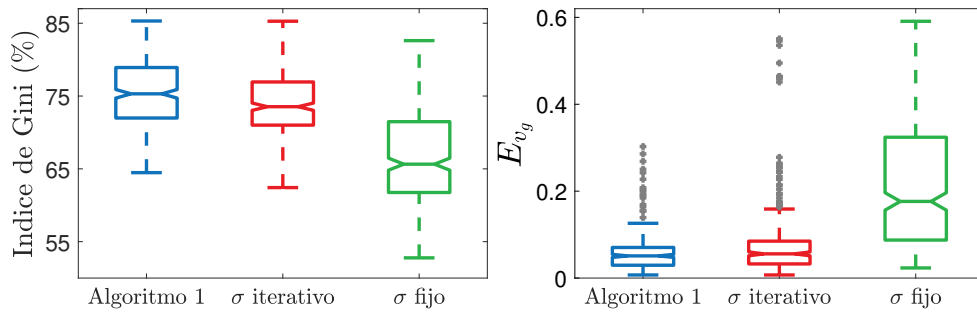 Indice de Gini (%)
85
75
65
55
Algoritmo 1
σ iterativo
σ fijo
E_{v_g}
0.6
0.4
0.2
0
Algoritmo 1
σ iterativo
σ fijo